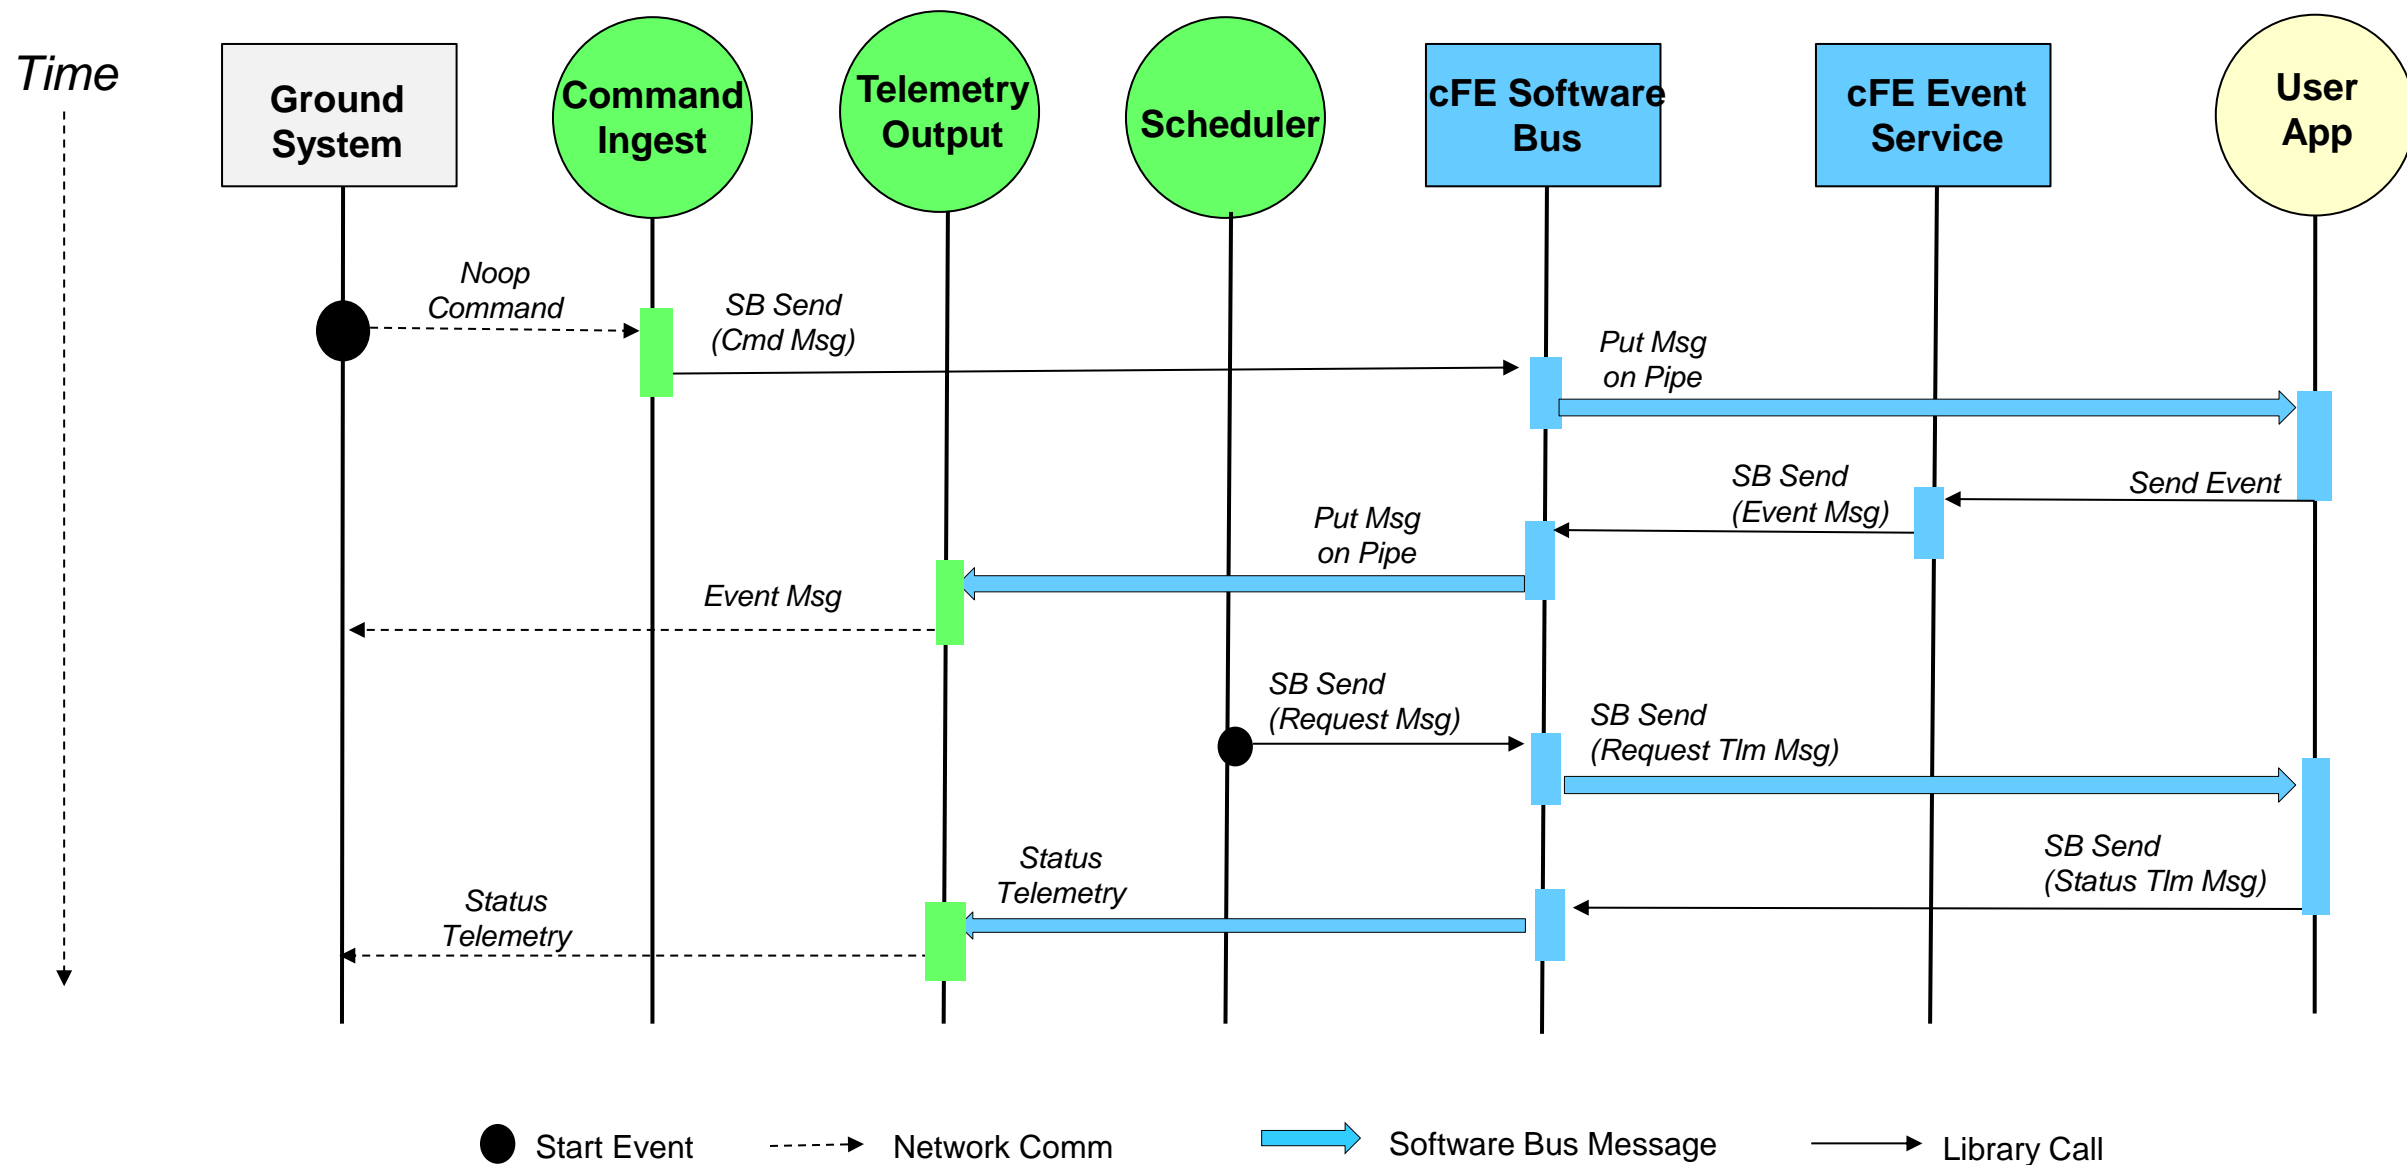 Time
Ground
System
Command
Ingest
Telemetry
Output
Scheduler
cFE Software
Bus
cFE Event
Service
User
App
Noop
Command
SB Send
(Cmd Msg)
Put Msg
on Pipe
Send Event
SB Send
(Event Msg)
Put Msg
on Pipe
Event Msg
SB Send
(Request Msg)
SB Send
(Request Tlm Msg)
SB Send
(Status Tlm Msg)
Status
Telemetry
Status
Telemetry
Start Event
Network Comm
Software Bus Message
Library Call